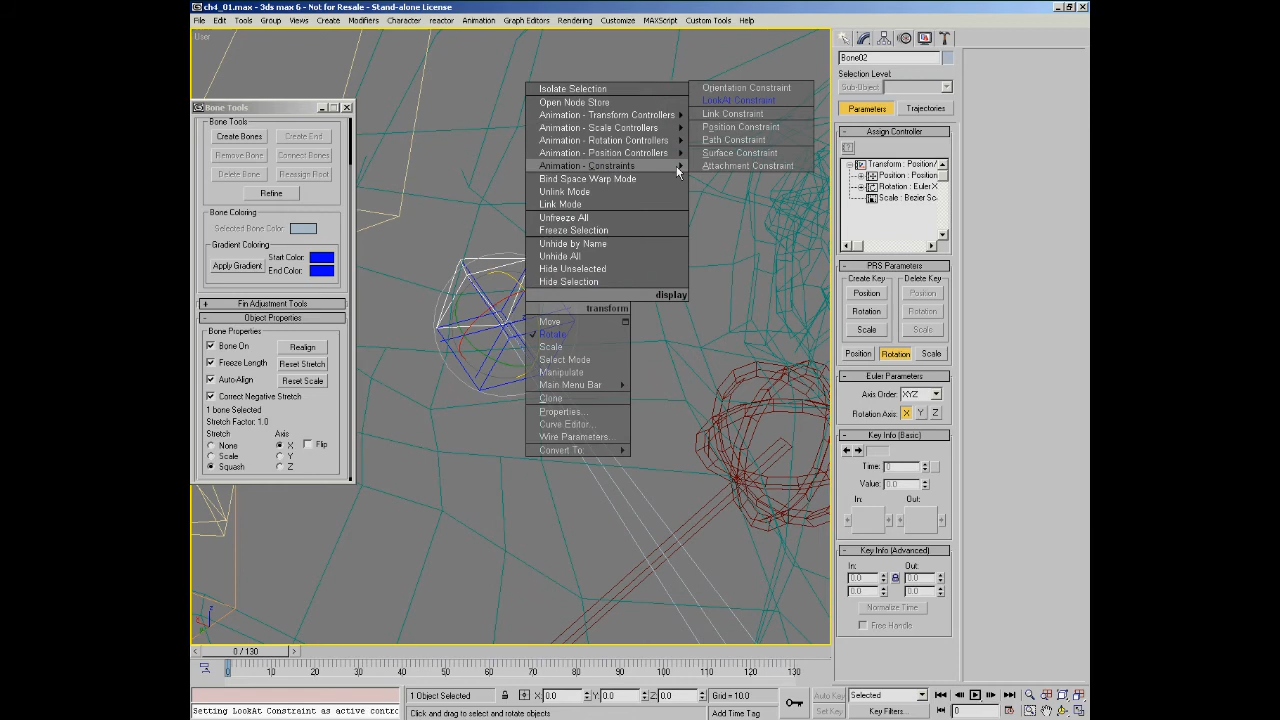 ch4_01.max - 3ds max 6 - Not for Resale - Stand-alone License
File Edit Tools Group Views Create Modifiers Character reactor Animation Graph Editors Rendering Customize MAXScript Custom Tools Help
User
Bone Tools
Bone Tools
Create Bones Create End
Remove Bone Connect Bones
Delete Bone Reassign Root
Refine
Bone Coloring
Selected Bone Color:
Gradient Coloring
Apply Gradient
Start Color:
End Color:
+ Fin Adjustment Tools
- Object Properties
Bone Properties
Bone On Realign
Freeze Length Reset Stretch
Auto-Align Reset Scale
Correct Negative Stretch
1 bone Selected
Stretch Factor: 1.0
Stretch Axis
None X Flip
Scale Y
Squash Z
Isolate Selection
Open Node Store
Animation - Transform Controllers
Animation - Scale Controllers
Animation - Rotation Controllers
Animation - Position Controllers
Animation - Constraints
Bind Space Warp Mode
Unlink Mode
Link Mode
Unfreeze All
Freeze Selection
Unhide by Name
Unhide All
Hide Unselected
Hide Selection
display
transform
Move
Rotate
Scale
Select Mode
Manipulate
Main Menu Bar
Clone
Properties...
Curve Editor...
Wire Parameters...
Convert To:
Orientation Constraint
LookAt Constraint
Link Constraint
Position Constraint
Path Constraint
Surface Constraint
Attachment Constraint
Bone02
Selection Level:
Sub-Object
Parameters Trajectories
- Assign Controller
Transform : Position/
Position : Position
Rotation : Euler X
Scale : Bezier Sc
- PRS Parameters
Create Key Delete Key
Position Position
Rotation Rotation
Scale Scale
Position Rotation Scale
- Euler Parameters
Axis Order: XYZ
Rotation Axis: X Y Z
- Key Info (Basic)
Time: 0
Value: 0.0
In: Out:
- Key Info (Advanced)
In: Out:
0.0 0.0
0.0 0.0
Normalize Time
Free Handle
z
x
< 0 / 130 >
0 10 20 30 40 50 60 70 80 90 100 110 120 130
1 Object Selected X: 0.0 Y: 0.0 Z: 0.0 Grid = 10.0 Auto Key Selected
Setting LookAt Constraint as active contro
Click and drag to select and rotate objects Add Time Tag Set Key Key Filters... 0